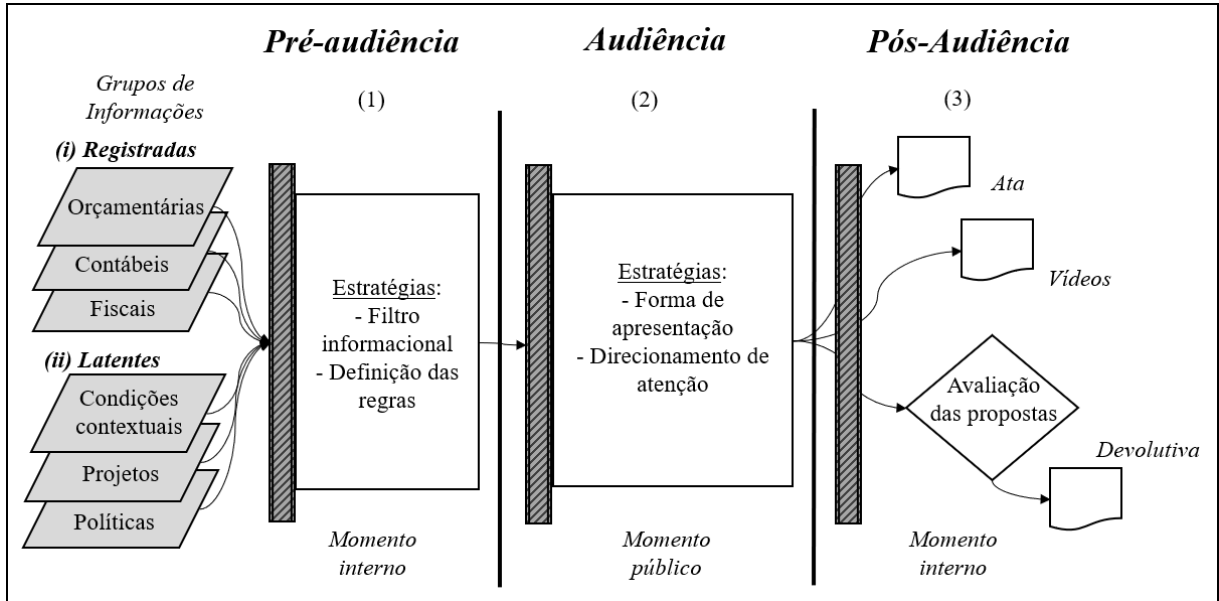 Pré-audiência
Audiência
Pós-Audiência
Grupos de
Informações
(1)
(2)
(3)
(i) Registradas
Orçamentárias
Contábeis
Fiscais
(ii) Latentes
Condições
contextuais
Projetos
Políticas
Estratégias:
- Filtro
informacional
- Definição das
regras
Momento
interno
Estratégias:
- Forma de
apresentação
- Direcionamento de
atenção
Momento
público
Ata
Vídeos
Avaliação
das propostas
Devolutiva
Momento
interno